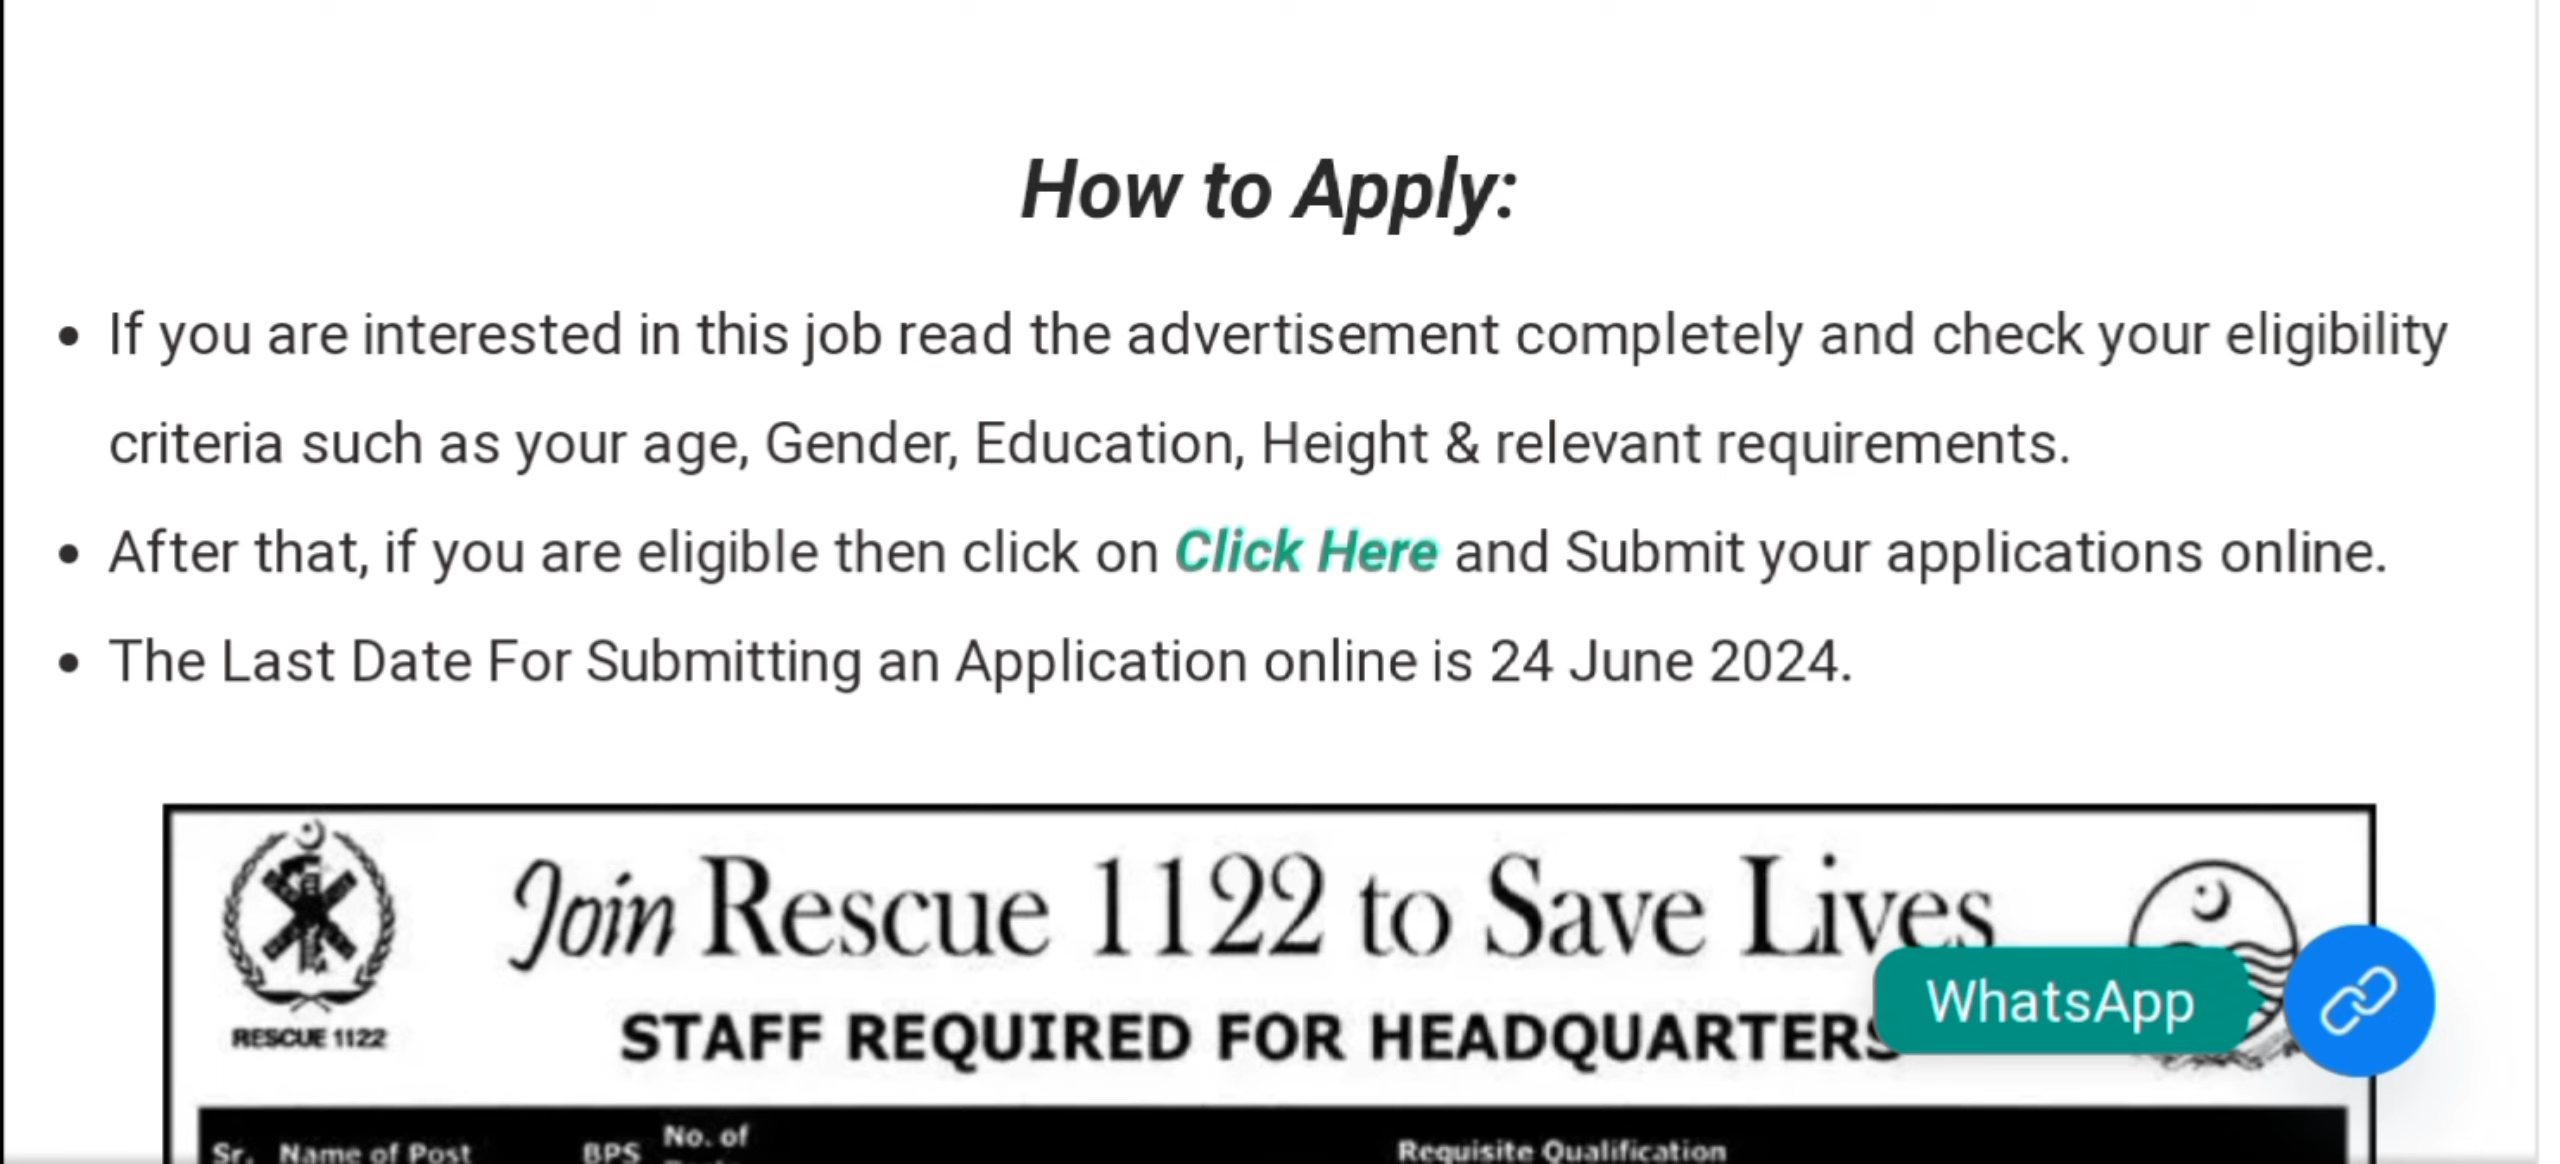 How to Apply:
• If you are interested in this job read the advertisement completely and check your eligibility
criteria such as your age, Gender, Education, Height & relevant requirements.
• After that, if you are eligible then click on Click Here and Submit your applications online.
• The Last Date For Submitting an Application online is 24 June 2024.
Join Rescue 1122 to Save Lives
RESCUE 1122
STAFF REQUIRED FOR HEADQUARTERS
WhatsApp
Sr. Name of Post BPS No. of Requisite Qualification